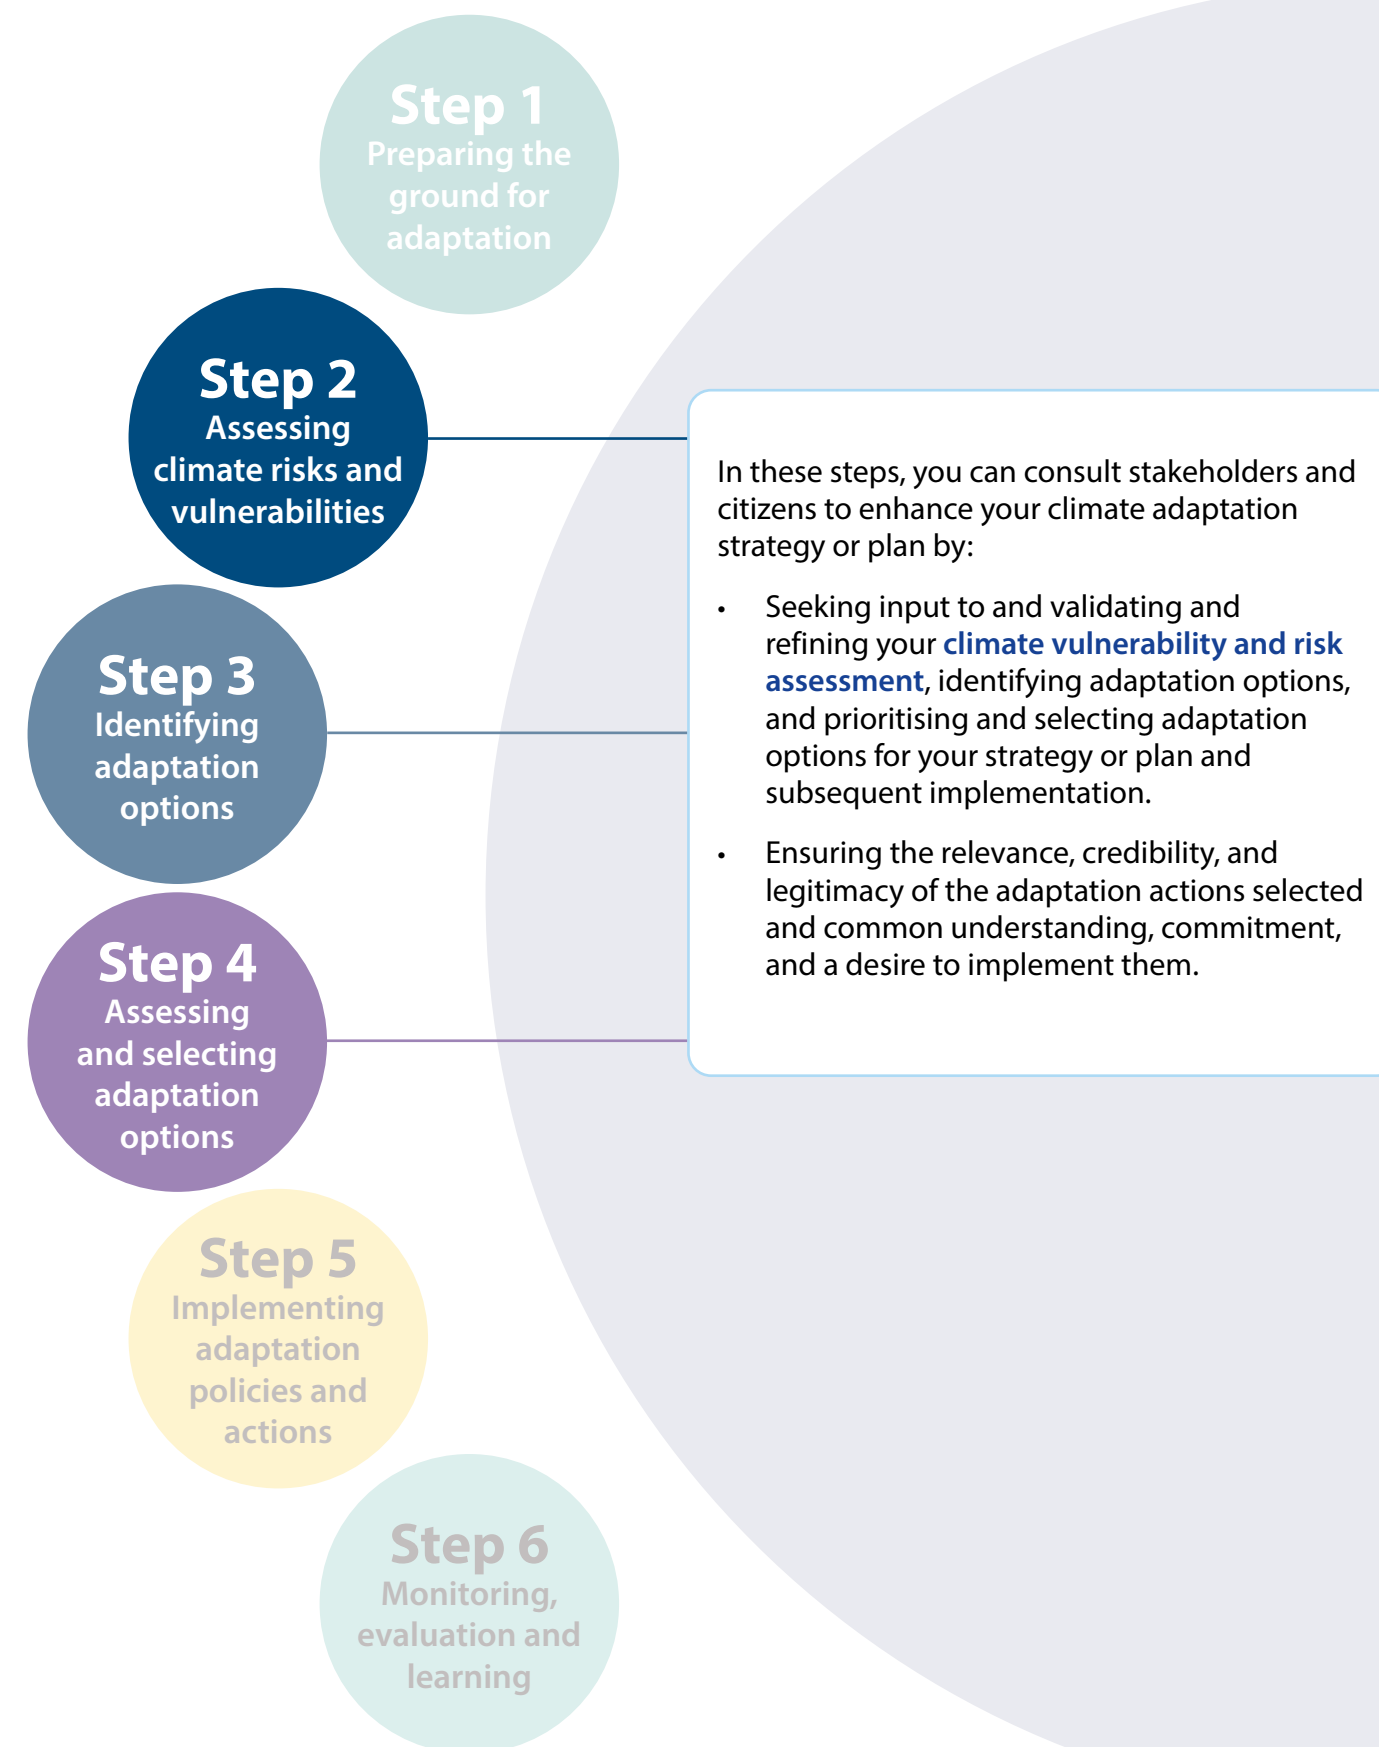 Step 1
Preparing the
ground for
adaptation
Step 2
Assessing
climate risks and
vulnerabilities
Step 3
Identifying
adaptation
options
Step 4
Assessing
and selecting
adaptation
options
Step 5
Implementing
adaptation
policies and
actions
Step 6
Monitoring,
evaluation and
learning
In these steps, you can consult stakeholders and
citizens to enhance your climate adaptation
strategy or plan by:
• Seeking input to and validating and
refining your climate vulnerability and risk
assessment, identifying adaptation options,
and prioritising and selecting adaptation
options for your strategy or plan and
subsequent implementation.
• Ensuring the relevance, credibility, and
legitimacy of the adaptation actions selected
and common understanding, commitment,
and a desire to implement them.